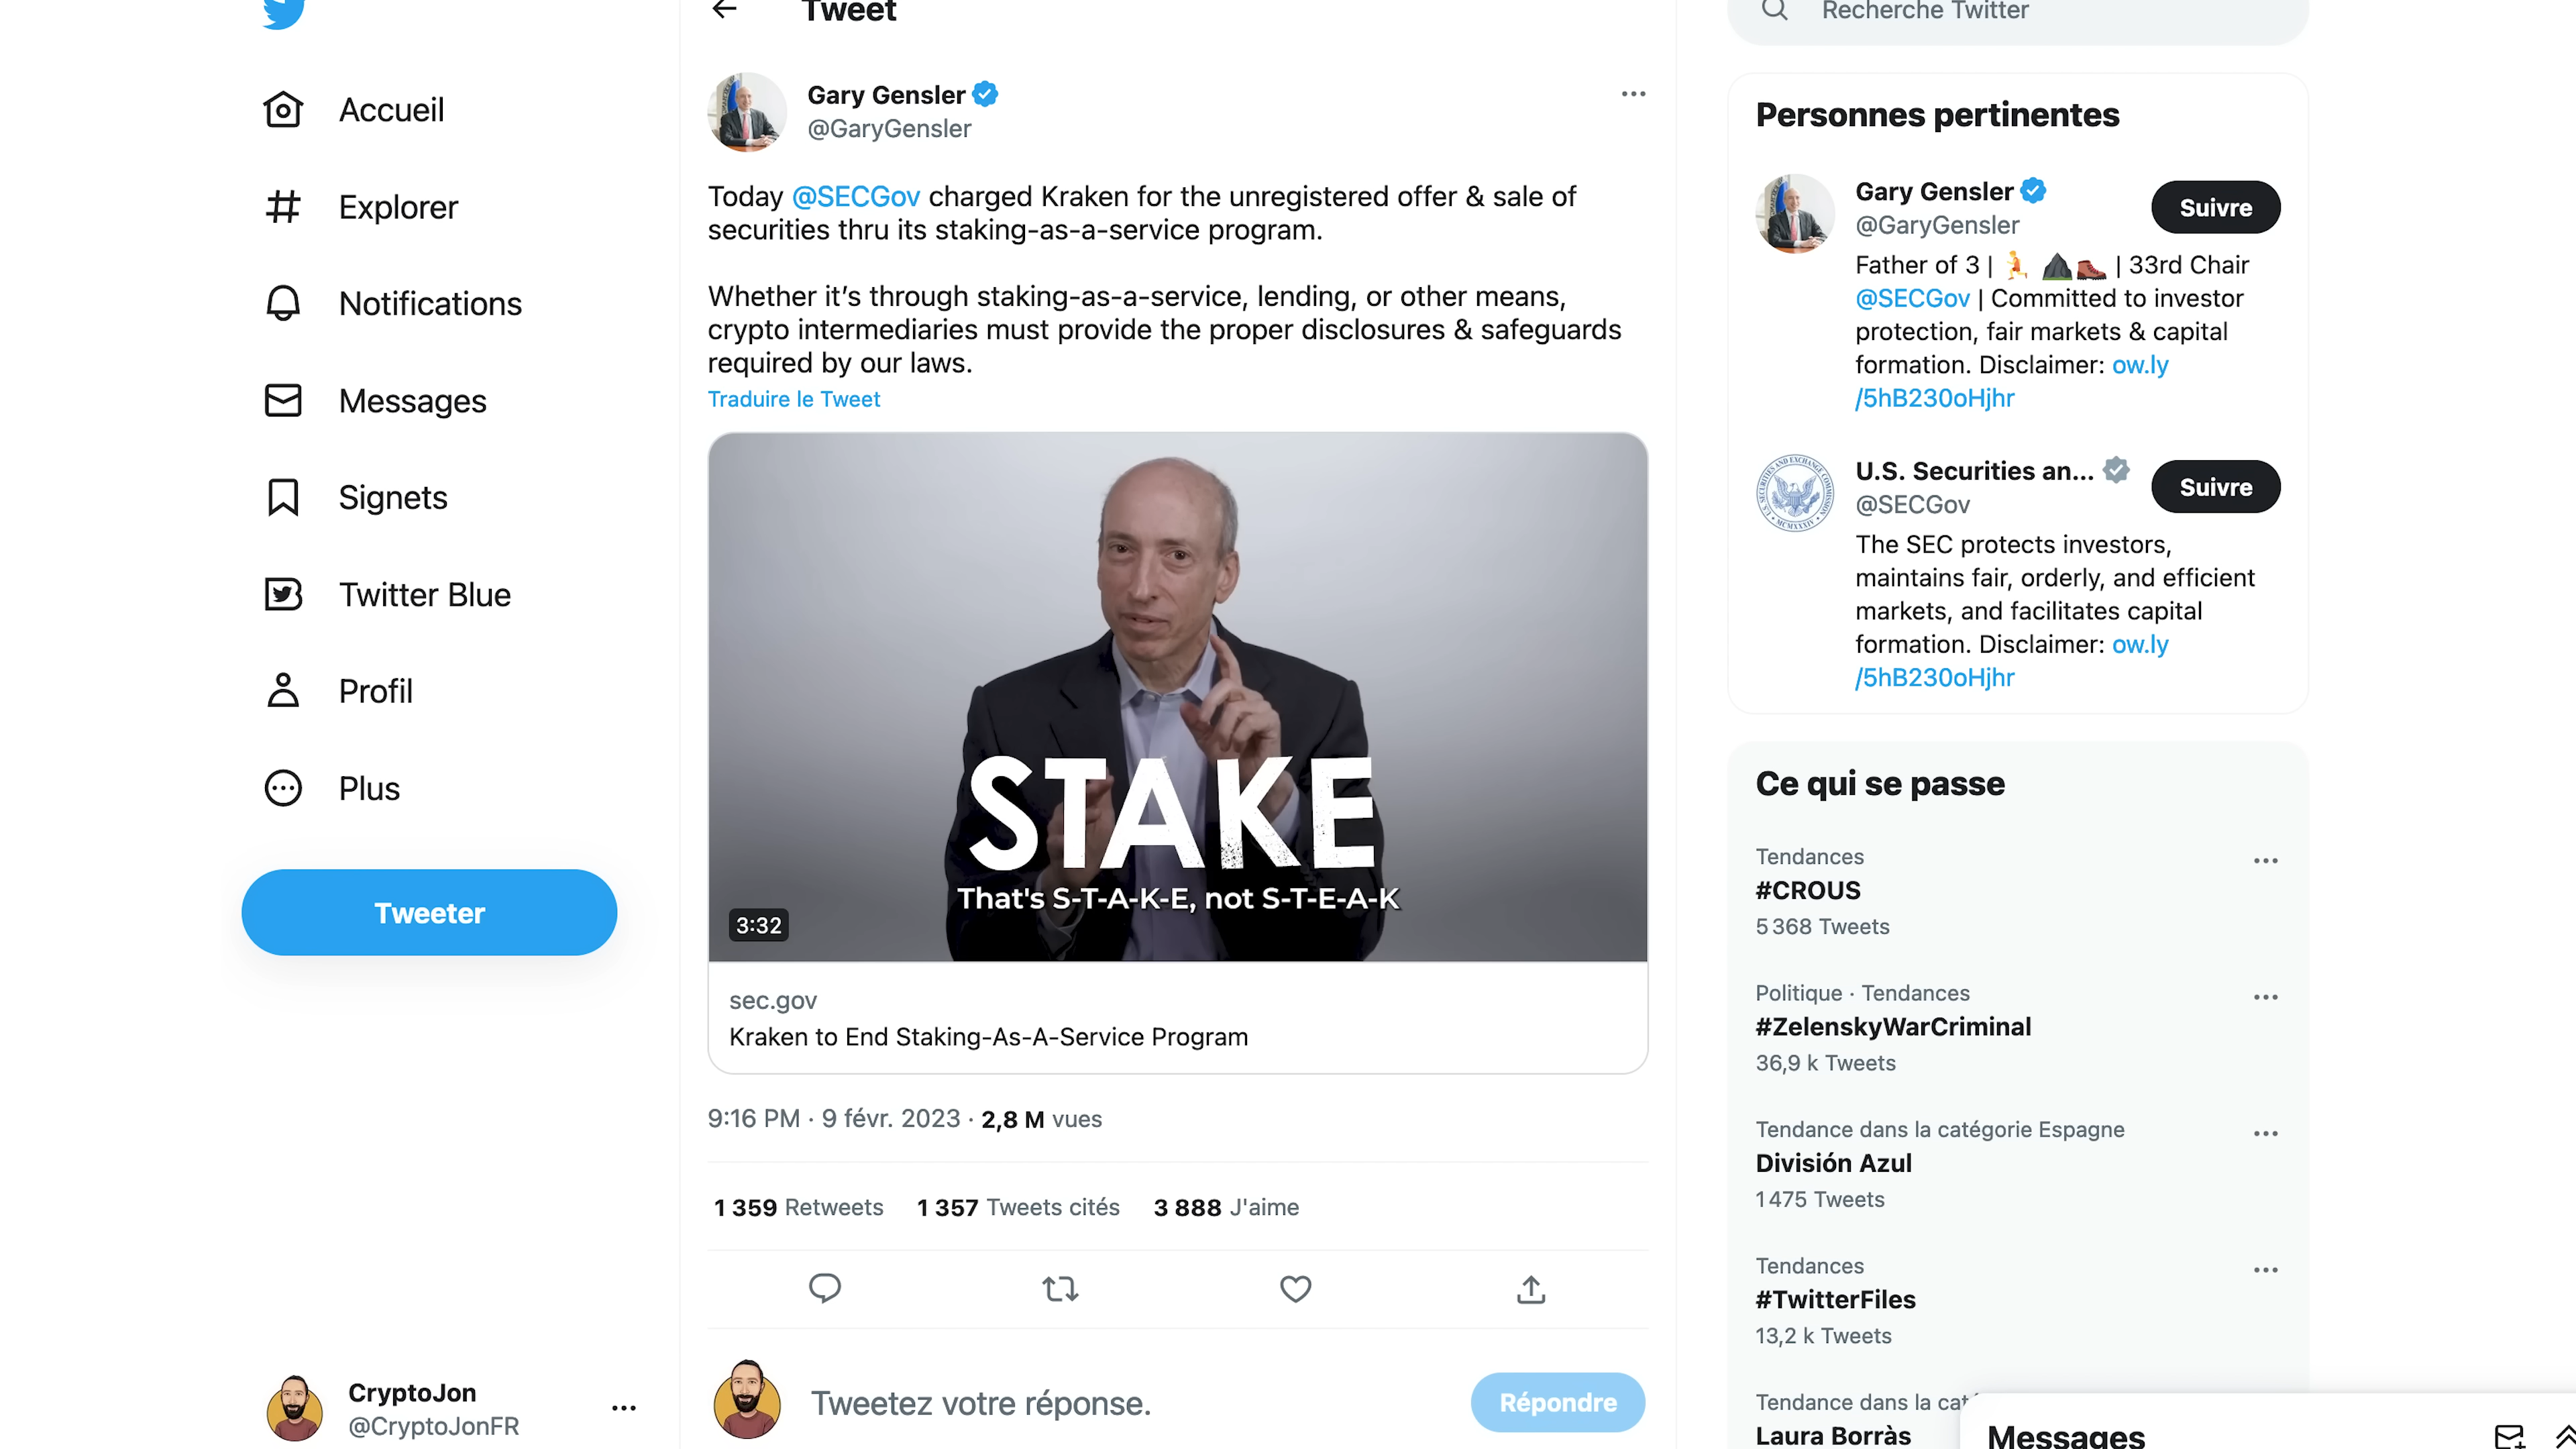 Accueil
Explorer
Notifications
Messages
Signets
Twitter Blue
Profil
Plus
Tweeter
CryptoJon
@CryptoJonFR
Tweet
Gary Gensler
@GaryGensler
Today @SECGov charged Kraken for the unregistered offer & sale of
securities thru its staking-as-a-service program.
Whether it’s through staking-as-a-service, lending, or other means,
crypto intermediaries must provide the proper disclosures & safeguards
required by our laws.
Traduire le Tweet
STAKE
That's S-T-A-K-E, not S-T-E-A-K
3:32
sec.gov
Kraken to End Staking-As-A-Service Program
9:16 PM · 9 févr. 2023 · 2,8 M vues
1 359 Retweets 1 357 Tweets cités 3 888 J'aime
Tweetez votre réponse.
Répondre
Recherche Twitter
Personnes pertinentes
Gary Gensler
@GaryGensler
Suivre
Father of 3 | 🏃 ⛰️🥾 | 33rd Chair
@SECGov | Committed to investor
protection, fair markets & capital
formation. Disclaimer: ow.ly
/5hB230oHjhr
U.S. Securities an...
@SECGov
Suivre
The SEC protects investors,
maintains fair, orderly, and efficient
markets, and facilitates capital
formation. Disclaimer: ow.ly
/5hB230oHjhr
Ce qui se passe
Tendances
#CROUS
5 368 Tweets
Politique · Tendances
#ZelenskyWarCriminal
36,9 k Tweets
Tendance dans la catégorie Espagne
División Azul
1 475 Tweets
Tendances
#TwitterFiles
13,2 k Tweets
Tendance dans la cat
Laura Borràs
Messages